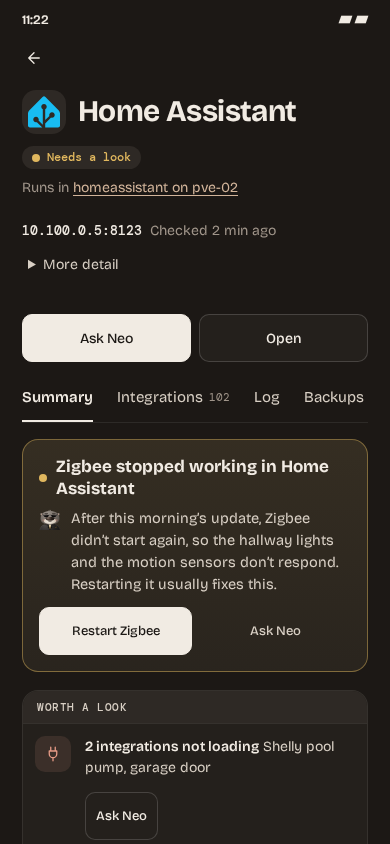 11:22
Home Assistant
Needs a look
Runs in homeassistant on pve-02
10.100.0.5:8123 Checked 2 min ago
More detail
Ask Neo
Open
Summary
Integrations 102
Log
Backups
Zigbee stopped working in Home
Assistant
After this morning's update, Zigbee
didn't start again, so the hallway lights
and the motion sensors don't respond.
Restarting it usually fixes this.
Restart Zigbee
Ask Neo
WORTH A LOOK
2 integrations not loading Shelly pool
pump, garage door
Ask Neo